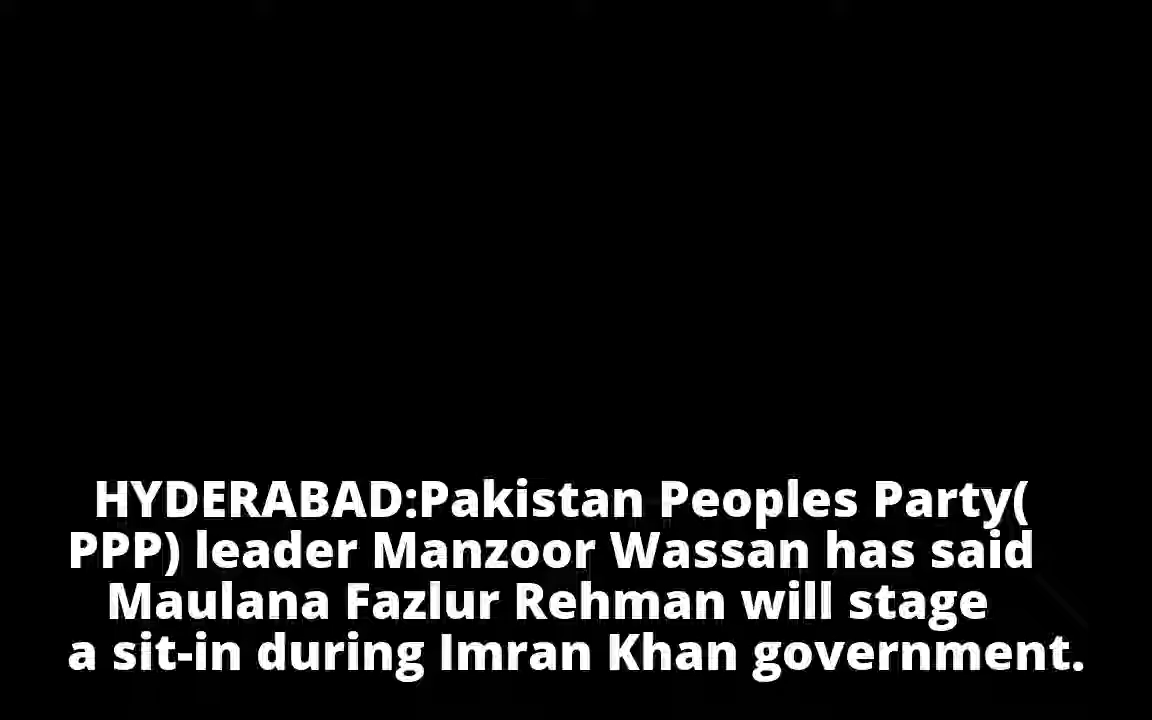 HYDERABAD:Pakistan Peoples Party(
PPP) leader Manzoor Wassan has said
Maulana Fazlur Rehman will stage
a sit-in during Imran Khan government.